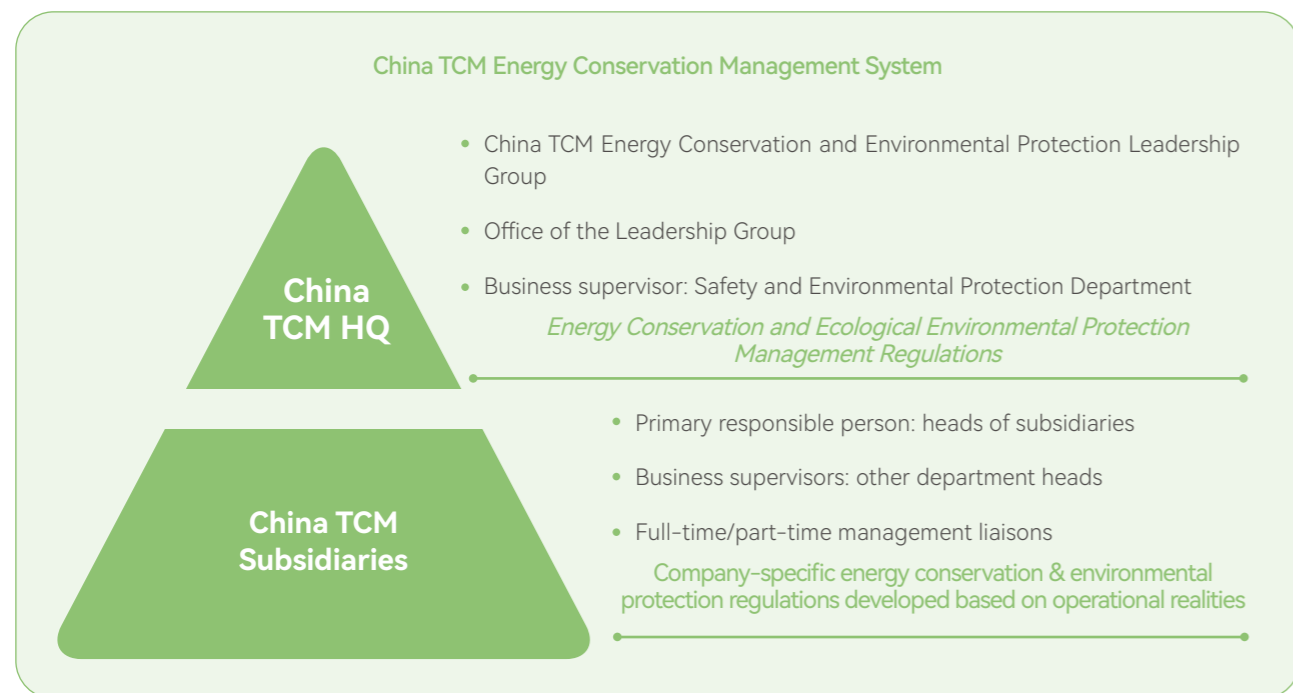 China TCM Energy Conservation Management System
China TCM Energy Conservation and Environmental Protection Leadership
Group
Office of the Leadership Group
Business supervisor: Safety and Environmental Protection Department
China
TCM HQ
Energy Conservation and Ecological Environmental Protection
Management Regulations
Primary responsible person: heads of subsidiaries
Business supervisors: other department heads
Full-time/part-time management liaisons
China TCM
Subsidiaries
Company-specific energy conservation & environmental
protection regulations developed based on operational realities